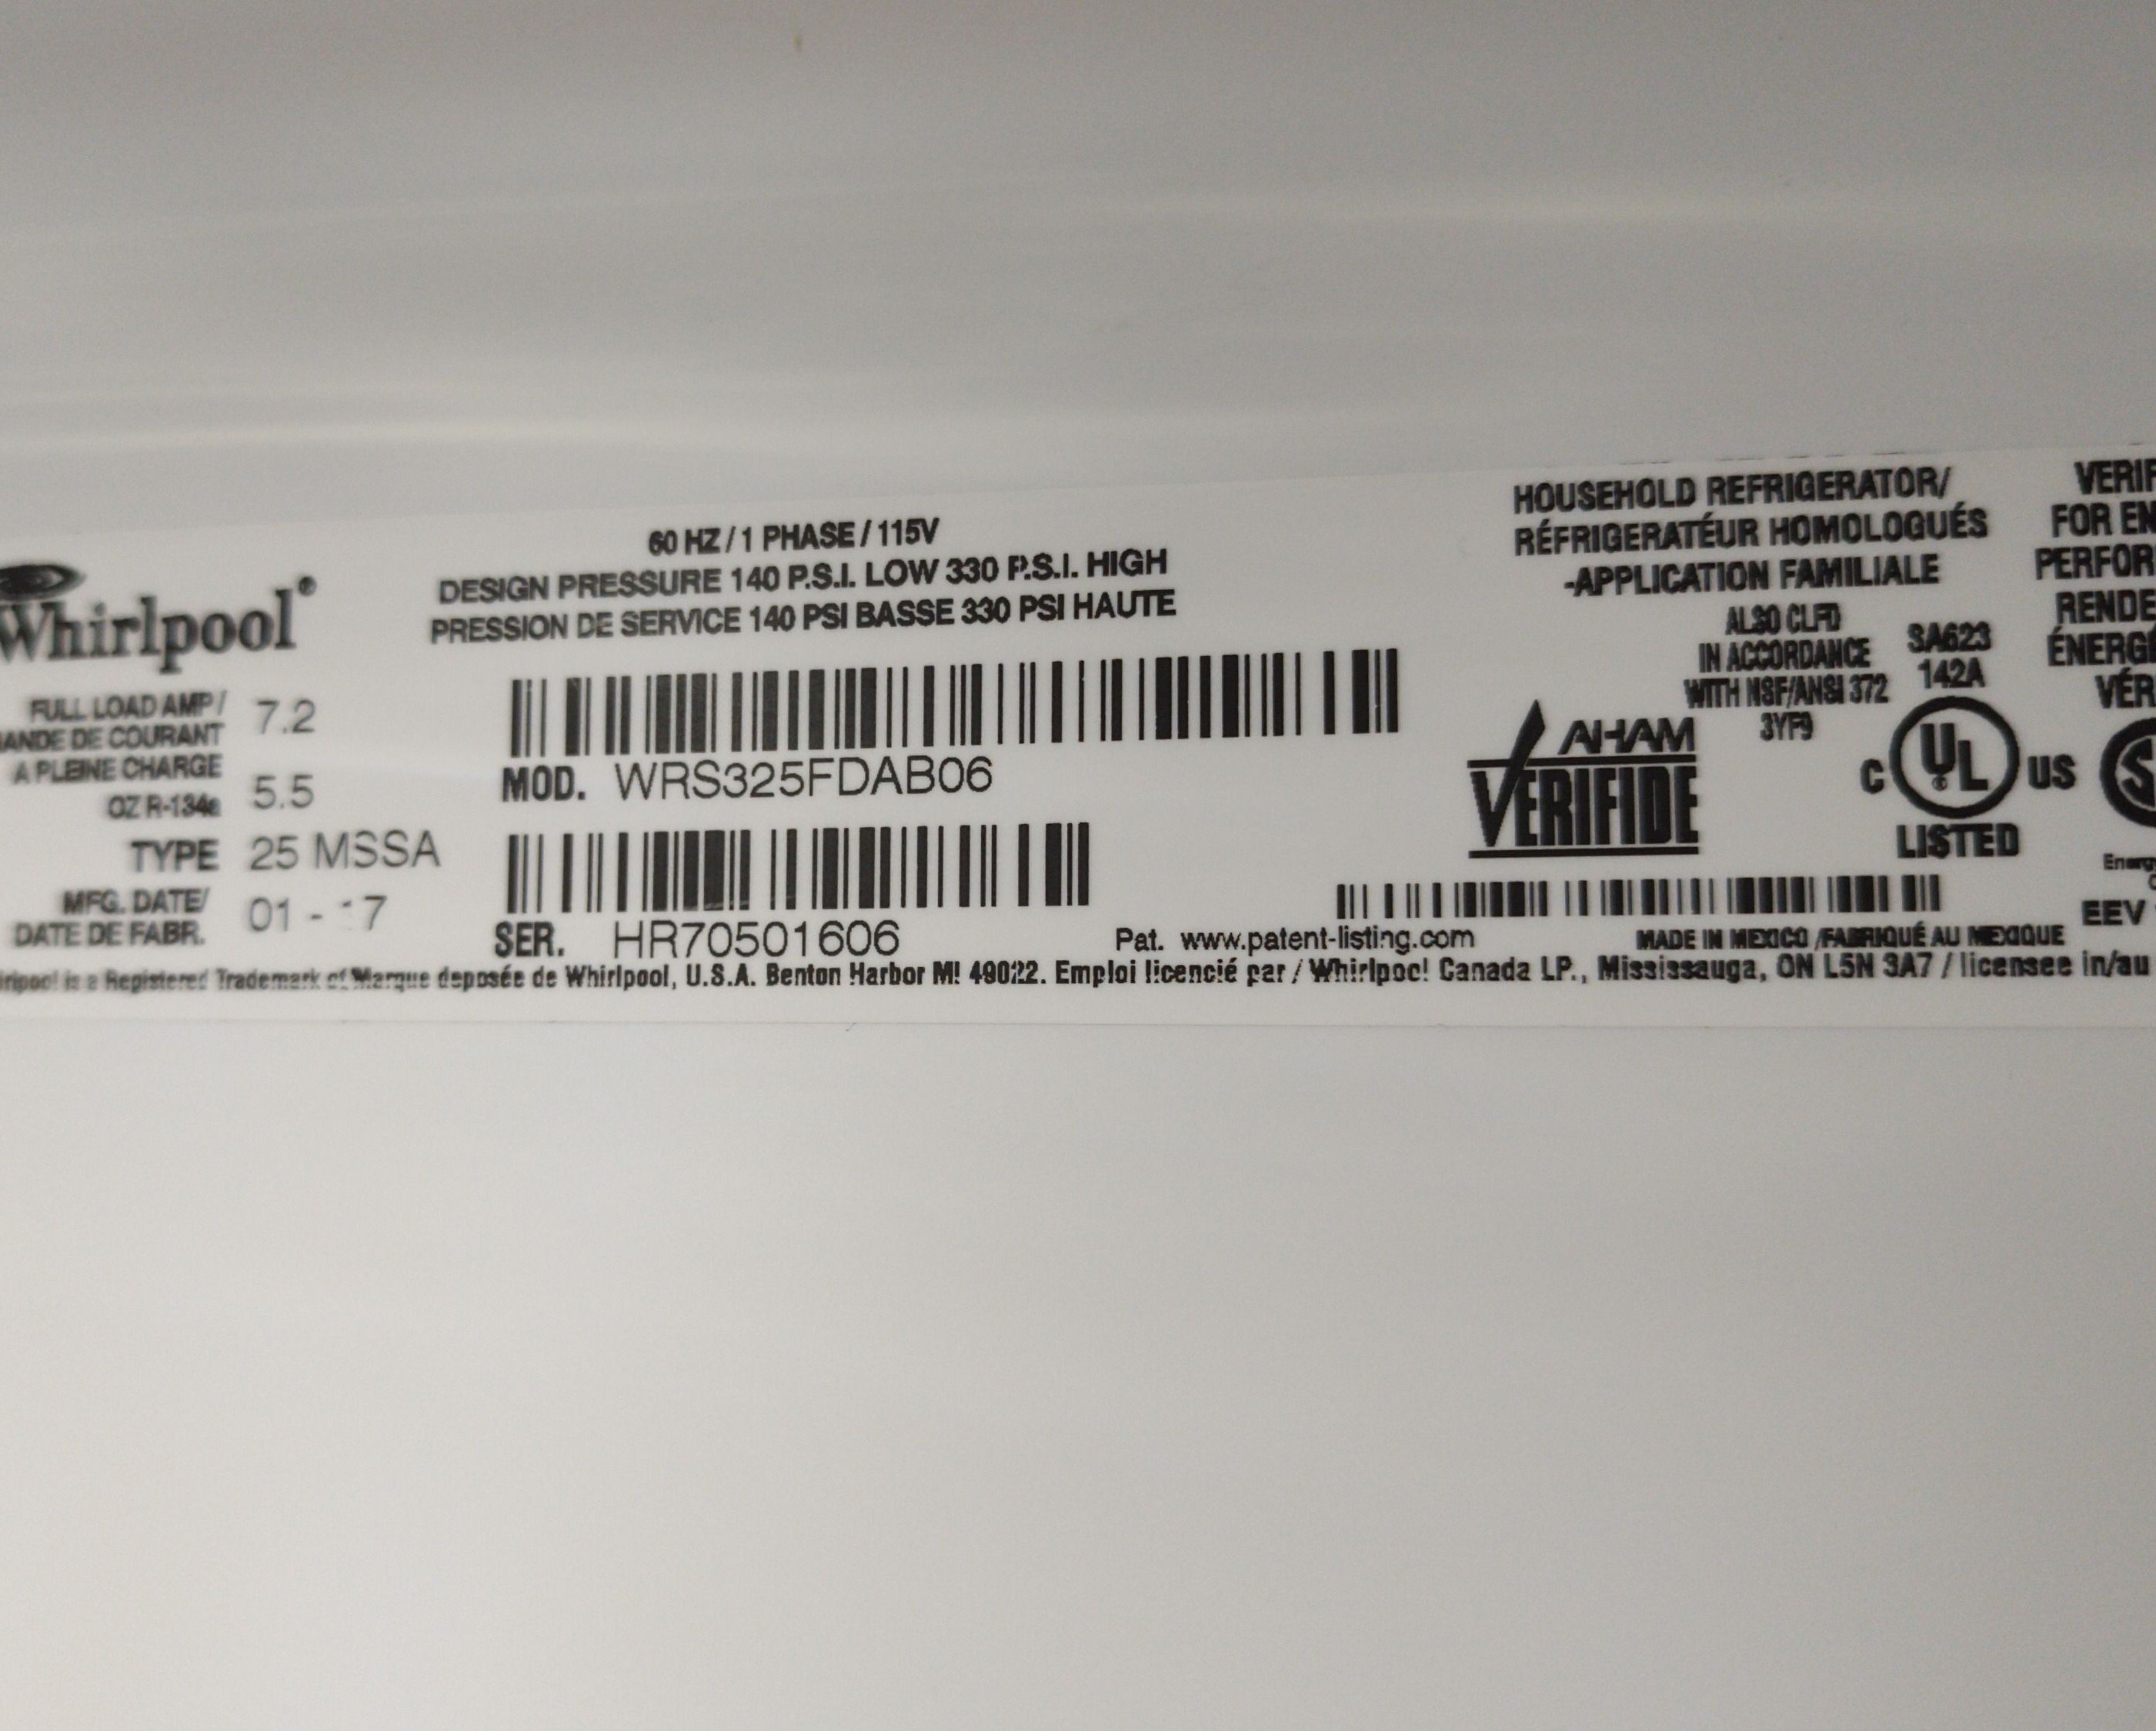 Whirlpool®
60 HZ / 1 PHASE / 115V
DESIGN PRESSURE 140 P.S.I. LOW 330 P.S.I. HIGH
PRESSION DE SERVICE 140 PSI BASSE 330 PSI HAUTE
FULL LOAD AMP/ 7.2
DE COURANT
A PLEINE CHARGE
OZ R-134a 5.5
TYPE 25 MSSA
MFG. DATE/
DATE DE FABR. 01 - 17
MOD. WRS325FDAB06
SER. HR70501606
Pat. www.patent-listing.com
HOUSEHOLD REFRIGERATOR/
RÉFRIGERATÉUR HOMOLOGUÉS
-APPLICATION FAMILIALE
ALSO CLFD
IN ACCORDANCE
WITH NSF/ANSI 372
3YF9
SA623
142A
AHAM
VERIFIDE
C UL US
LISTED
MADE IN MEXICO /FABRIQUÉ AU MEXIQUE
FOR
EEV
is a Registered Trademark of/Marque deposée de Whirlpool, U.S.A. Benton Harbor MI 49022. Emploi licencié par / Whirlpool Canada LP., Mississauga, ON L5N 3A7 / licensee in/au